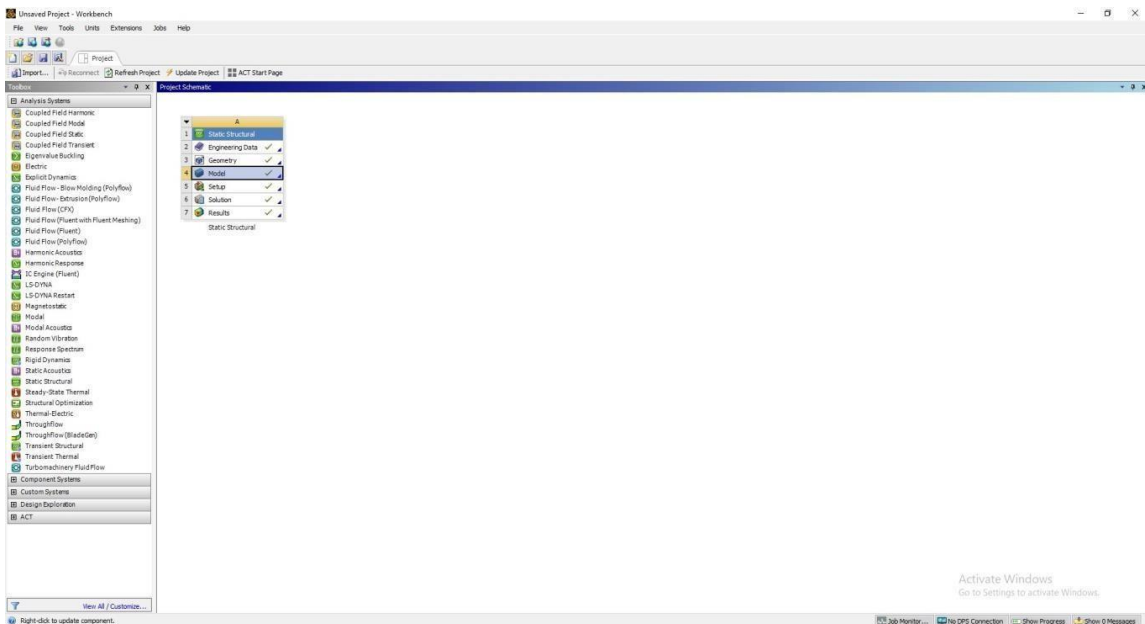 Unsaved Project - Workbench
File View Tools Units Extensions Jobs Help
Project
Import... Reconnect Refresh Project Update Project ACT Start Page
Toolbox
Analysis Systems
Coupled Field Harmonic
Coupled Field Modal
Coupled Field Static
Coupled Field Transient
Eigenvalue Buckling
Electric
Explicit Dynamics
Fluid Flow - Blow Molding (Polyflow)
Fluid Flow - Extrusion (Polyflow)
Fluid Flow (CFX)
Fluid Flow (Fluent with Fluent Meshing)
Fluid Flow (Fluent)
Fluid Flow (Polyflow)
Harmonic Acoustics
Harmonic Response
IC Engine (Fluent)
LS-DYNA
LS-DYNA Restart
Magnetostatic
Modal
Modal Acoustics
Random Vibration
Response Spectrum
Rigid Dynamics
Static Acoustics
Static Structural
Steady-State Thermal
Structural Optimization
Thermal-Electric
Throughflow
Throughflow (BladeGen)
Transient Structural
Transient Thermal
Turbomachinery Fluid Flow
Component Systems
Custom Systems
Design Exploration
ACT
View All / Customize...
Project Schematic
A
1 Static Structural
2 Engineering Data
3 Geometry
4 Model
5 Setup
6 Solution
7 Results
Static Structural
Activate Windows
Go to Settings to activate Windows.
Right-click to update component.
Job Monitor... No DPS Connection Show Progress Show 0 Messages